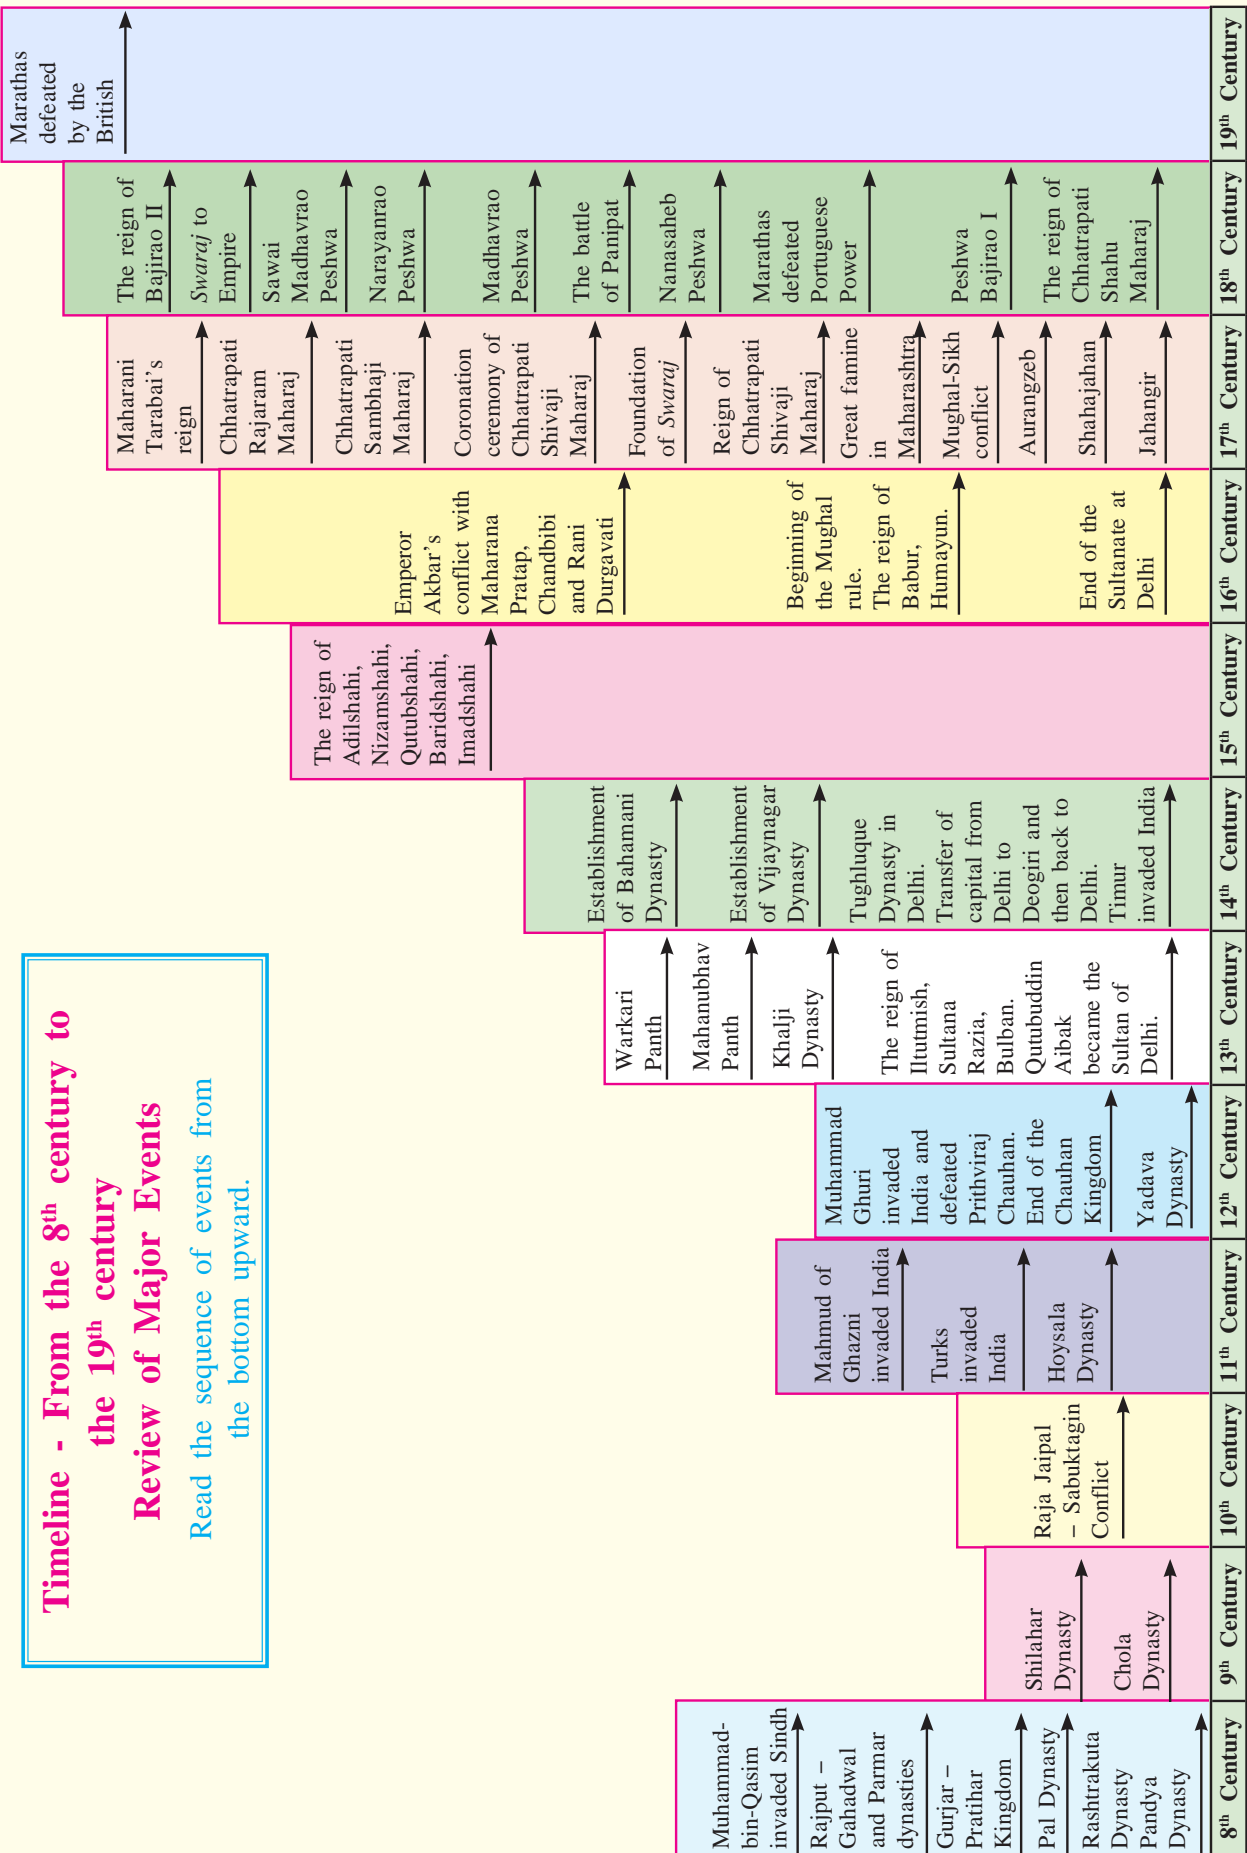 Timeline - From the 8th century to
the 19th century
Review of Major Events
Read the sequence of events from
the bottom upward.
Muhammad-
bin-Qasim
invaded Sindh
Rajput –
Gahadwal
and Parmar
dynasties
Gurjar –
Pratihar
Kingdom
Pal Dynasty
Rashtrakuta
Dynasty
Pandya
Dynasty
8th Century
Shilahar
Dynasty
Chola
Dynasty
9th Century
Raja Jaipal
– Sabuktagin
Conflict
10th Century
Mahmud of
Ghazni
invaded India
Turks
invaded
India
Hoysala
Dynasty
11th Century
Muhammad
Ghuri
invaded
India and
defeated
Prithviraj
Chauhan.
End of the
Chauhan
Kingdom
Yadava
Dynasty
12th Century
Warkari
Panth
Mahanubhav
Panth
Khalji
Dynasty
The reign of
Iltutmish,
Sultana
Razia,
Bulban.
Qutubuddin
Aibak
became the
Sultan of
Delhi.
13th Century
Establishment
of Bahamani
Dynasty
Establishment
of Vijaynagar
Dynasty
Tughluque
Dynasty in
Delhi.
Transfer of
capital from
Delhi to
Deogiri and
then back to
Delhi.
Timur
invaded India
14th Century
The reign of
Adilshahi,
Nizamshahi,
Qutubshahi,
Baridshahi,
Imadshahi
15th Century
Emperor
Akbar's
conflict with
Maharana
Pratap,
Chandbibi
and Rani
Durgavati
Beginning of
the Mughal
rule.
The reign of
Babur,
Humayun.
End of the
Sultanate at
Delhi
16th Century
Maharani
Tarabai's
reign
Chhatrapati
Rajaram
Maharaj
Chhatrapati
Sambhaji
Maharaj
Coronation
ceremony of
Chhatrapati
Shivaji
Maharaj
Foundation
of Swaraj
Reign of
Chhatrapati
Shivaji
Maharaj
Great famine
in
Maharashtra
Mughal-Sikh
conflict
Aurangzeb
Shahajahan
Jahangir
17th Century
The reign of
Bajirao II
Swaraj to
Empire
Sawai
Madhavrao
Peshwa
Narayanrao
Peshwa
Madhavrao
Peshwa
The battle
of Panipat
Nanasaheb
Peshwa
Marathas
defeated
Portuguese
Power
Peshwa
Bajirao I
The reign of
Chhatrapati
Shahu
Maharaj
18th Century
Marathas
defeated
by the
British
19th Century